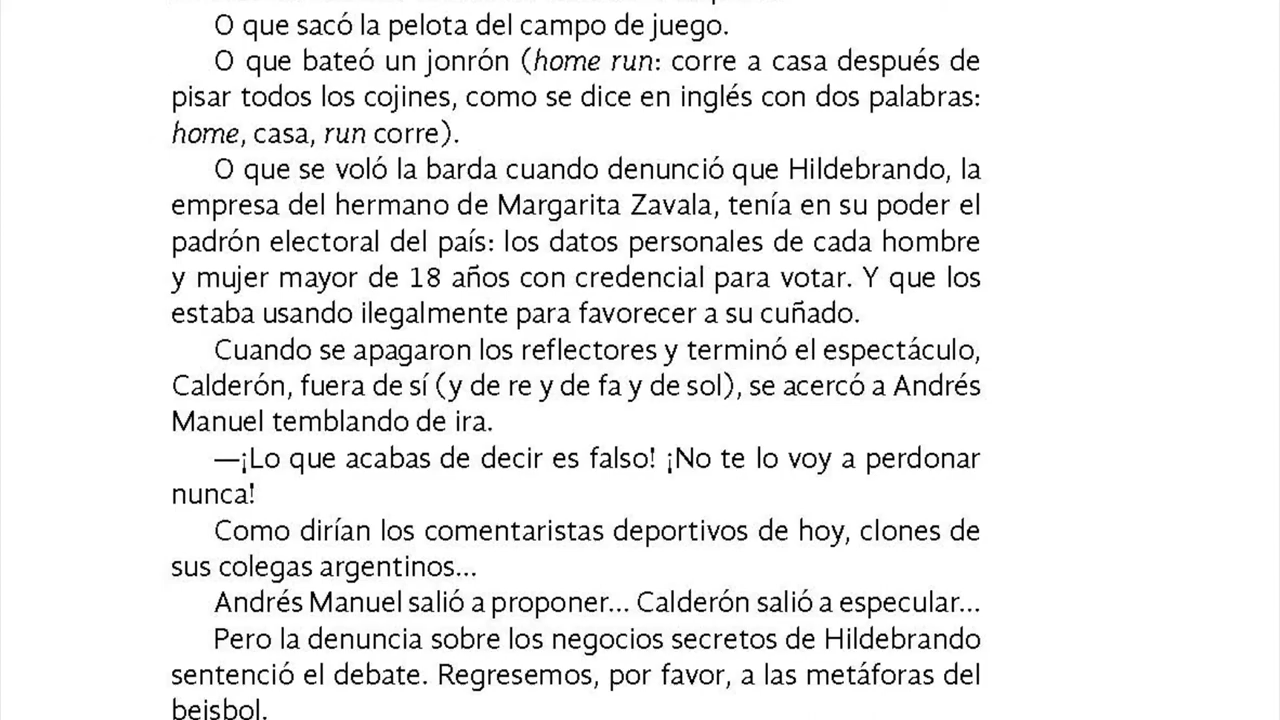 O que sacó la pelota del campo de juego.
O que bateó un jonrón (home run: corre a casa después de
pisar todos los cojines, como se dice en inglés con dos palabras:
home, casa, run corre).
O que se voló la barda cuando denunció que Hildebrando, la
empresa del hermano de Margarita Zavala, tenía en su poder el
padrón electoral del país: los datos personales de cada hombre
y mujer mayor de 18 años con credencial para votar. Y que los
estaba usando ilegalmente para favorecer a su cuñado.
Cuando se apagaron los reflectores y terminó el espectáculo,
Calderón, fuera de sí (y de re y de fa y de sol), se acercó a Andrés
Manuel temblando de ira.
—¡Lo que acabas de decir es falso! ¡No te lo voy a perdonar
nunca!
Como dirían los comentaristas deportivos de hoy, clones de
sus colegas argentinos...
Andrés Manuel salió a proponer... Calderón salió a especular...
Pero la denuncia sobre los negocios secretos de Hildebrando
sentenció el debate. Regresemos, por favor, a las metáforas del
beisbol.